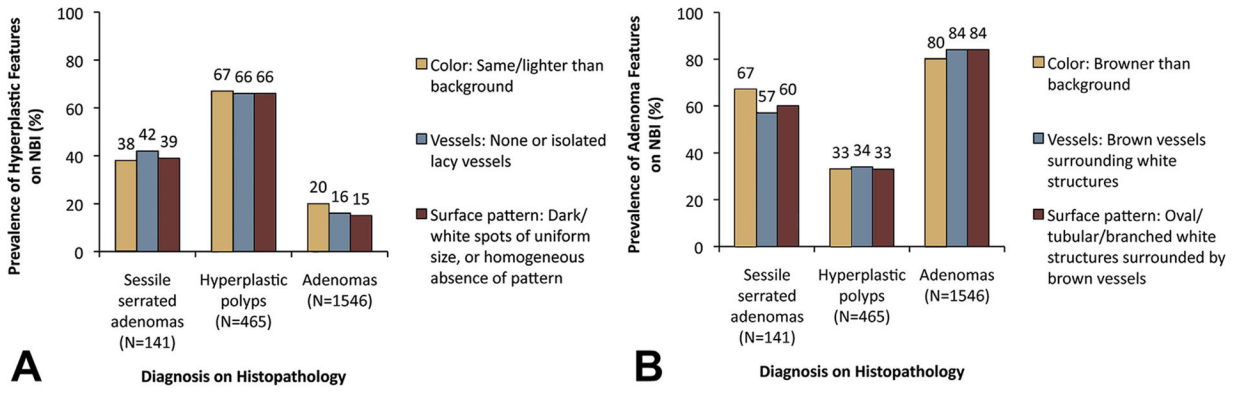 Prevalence of Hyperplastic Features
on NBI (%)
100
80
60
40
20
0
38
42
39
67
66
66
20
16
15
Sessile
serrated
adenomas
(N=141)
Hyperplastic
polyps
(N=465)
Adenomas
(N=1546)
Diagnosis on Histopathology
Color: Same/lighter than
background
Vessels: None or isolated
lacy vessels
Surface pattern: Dark/
white spots of uniform
size, or homogeneous
absence of pattern
A
Prevalence of Adenoma Features
on NBI (%)
100
80
60
40
20
0
67
57
60
33
34
33
80
84
84
Sessile
serrated
adenomas
(N=141)
Hyperplastic
polyps
(N=465)
Adenomas
(N=1546)
Diagnosis on Histopathology
Color: Browner than
background
Vessels: Brown vessels
surrounding white
structures
Surface pattern: Oval/
tubular/branched white
structures surrounded by
brown vessels
B